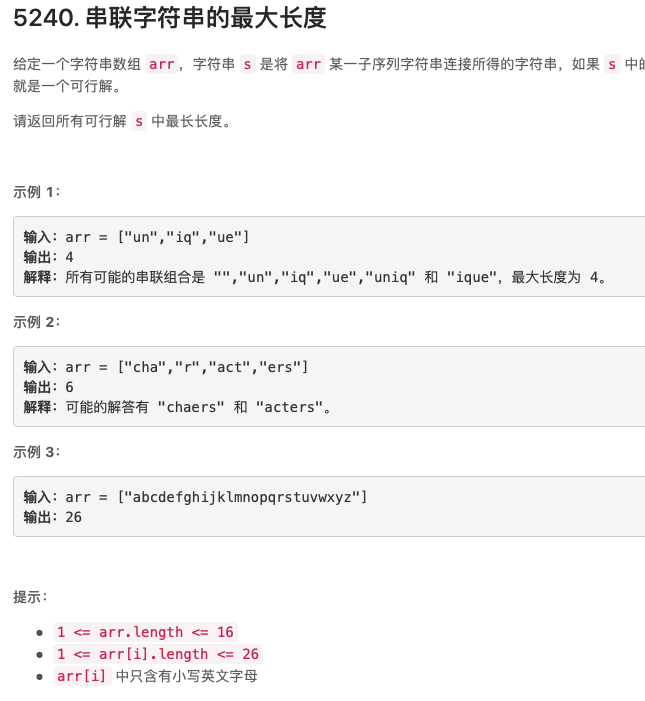 5240. 串联字符串的最大长度
给定一个字符串数组 arr，字符串 s 是将 arr 某一子序列字符串连接所得的字符串，如果 s 中的
就是一个可行解。
请返回所有可行解 s 中最长长度。
示例 1：
输入：arr = ["un","iq","ue"]
输出：4
解释：所有可能的串联组合是 "","un","iq","ue","uniq" 和 "ique"，最大长度为 4。
示例 2：
输入：arr = ["cha","r","act","ers"]
输出：6
解释：可能的解答有 "chaers" 和 "acters"。
示例 3：
输入：arr = ["abcdefghijklmnopqrstuvwxyz"]
输出：26
提示：
1 <= arr.length <= 16
1 <= arr[i].length <= 26
arr[i] 中只含有小写英文字母